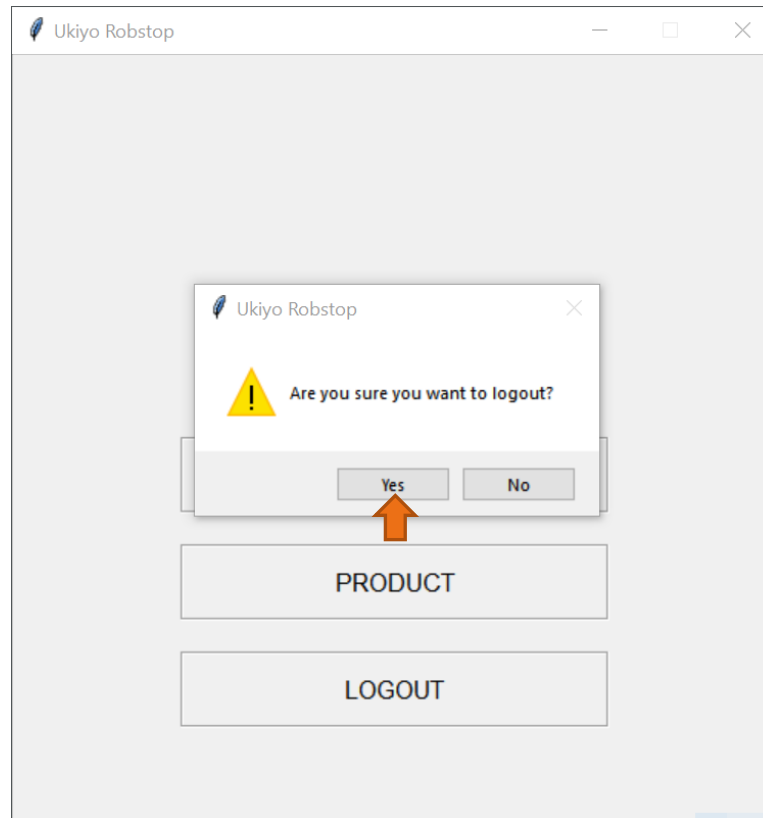 Ukiyo Robstop
Ukiyo Robstop
Are you sure you want to logout?
Yes No
PRODUCT
LOGOUT